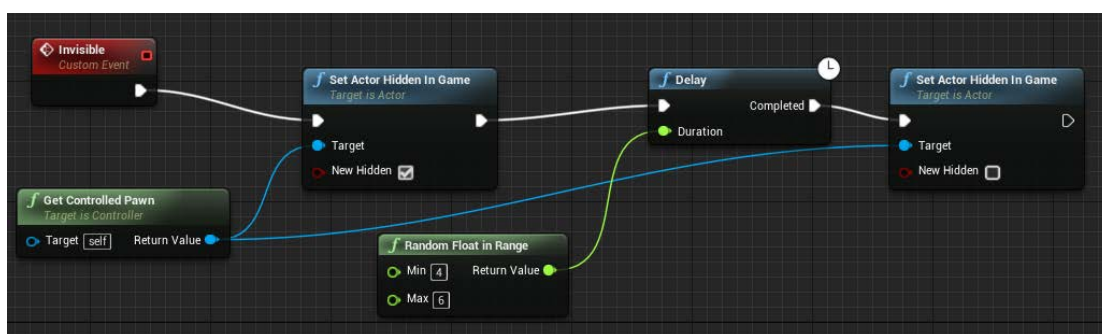 Invisible
Custom Event
Set Actor Hidden In Game
Target is Actor
Target
New Hidden
Delay
Completed
Duration
Set Actor Hidden In Game
Target is Actor
Target
New Hidden
Get Controlled Pawn
Target is Controller
Target self Return Value
Random Float in Range
Min 4 Return Value
Max 6